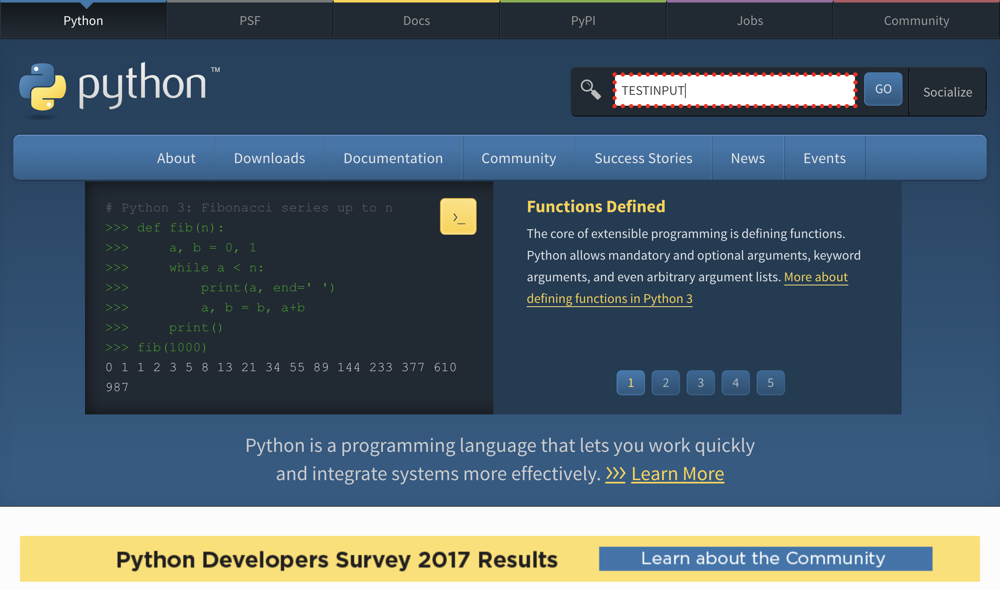 Python PSF Docs PyPI Jobs Community
python™
TESTINPUT GO Socialize
About Downloads Documentation Community Success Stories News Events
# Python 3: Fibonacci series up to n
>>> def fib(n):
>>>     a, b = 0, 1
>>>     while a < n:
>>>         print(a, end=' ')
>>>         a, b = b, a+b
>>>     print()
>>> fib(1000)
0 1 1 2 3 5 8 13 21 34 55 89 144 233 377 610
987
>_
Functions Defined
The core of extensible programming is defining functions.
Python allows mandatory and optional arguments, keyword
arguments, and even arbitrary argument lists. More about
defining functions in Python 3
1 2 3 4 5
Python is a programming language that lets you work quickly
and integrate systems more effectively. >>> Learn More
Python Developers Survey 2017 Results Learn about the Community